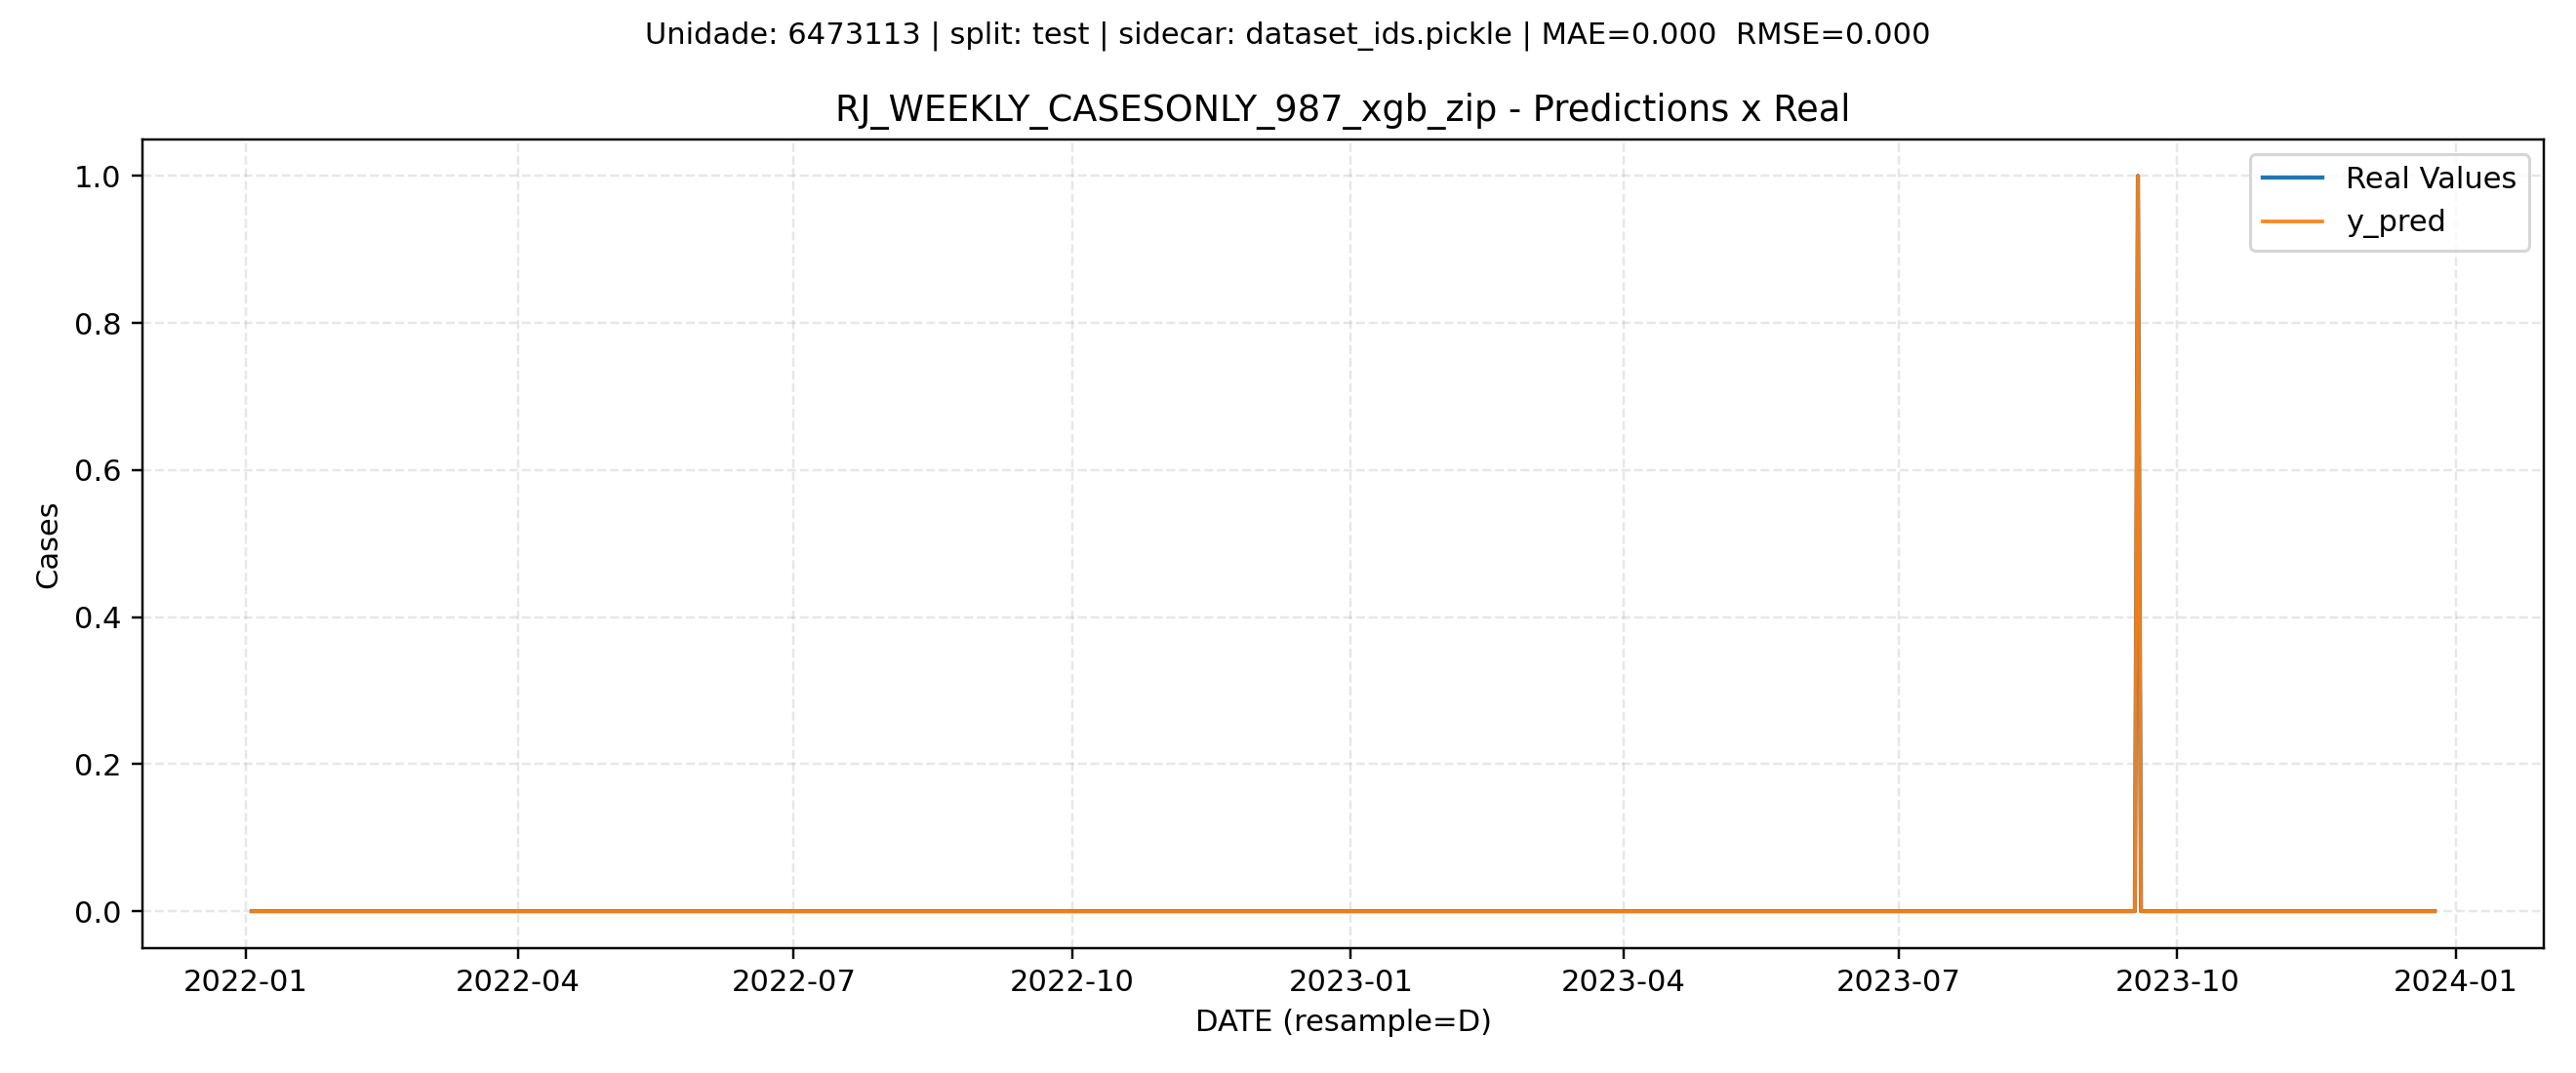 Unidade: 6473113 | split: test | sidecar: dataset_ids.pickle | MAE=0.000  RMSE=0.000
RJ_WEEKLY_CASESONLY_987_xgb_zip - Predictions x Real
Real Values
y_pred
1.0
0.8
0.6
0.4
0.2
0.0
Cases
2022-01 2022-04 2022-07 2022-10 2023-01 2023-04 2023-07 2023-10 2024-01
DATE (resample=D)